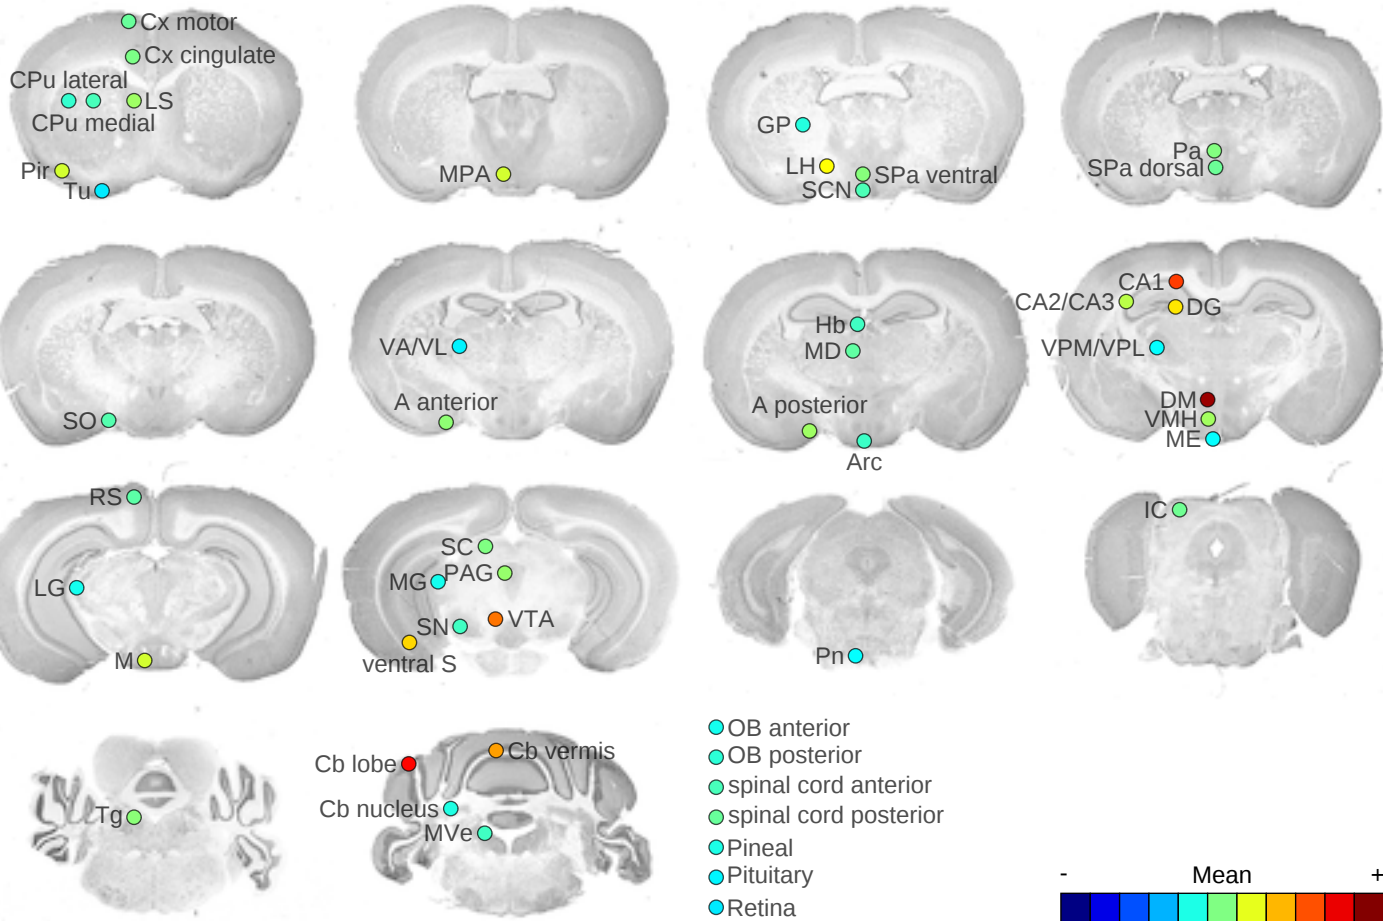 Cx motor
Cx cingulate
CPu lateral
LS
CPu medial
Pir
Tu
MPA
GP
LH
SPa ventral
SCN
Pa
SPa dorsal
SO
VA/VL
A anterior
Hb
MD
A posterior
Arc
CA1
CA2/CA3
DG
VPM/VPL
DM
VMH
ME
RS
LG
M
SC
PAG
MG
SN
VTA
ventral S
Pn
IC
Tg
Cb lobe
Cb vermis
Cb nucleus
MVe
OB anterior
OB posterior
spinal cord anterior
spinal cord posterior
Pineal
Pituitary
Retina
- Mean +